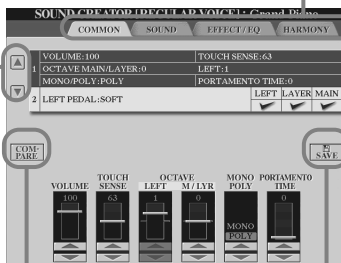 SOUND CREATOR [REGULAR VOICE] : Grand Piano
COMMON SOUND EFFECT / EQ HARMONY
1 VOLUME:100 TOUCH SENSE:63
OCTAVE MAIN/LAYER:0 LEFT:1
MONO/POLY:POLY PORTAMENTO TIME:0
2 LEFT PEDAL:SOFT LEFT LAYER MAIN
COM-
PARE
SAVE
VOLUME TOUCH SENSE OCTAVE LEFT M / LYR MONO POLY PORTAMENTO TIME
100 63 1 0 MONO POLY 0